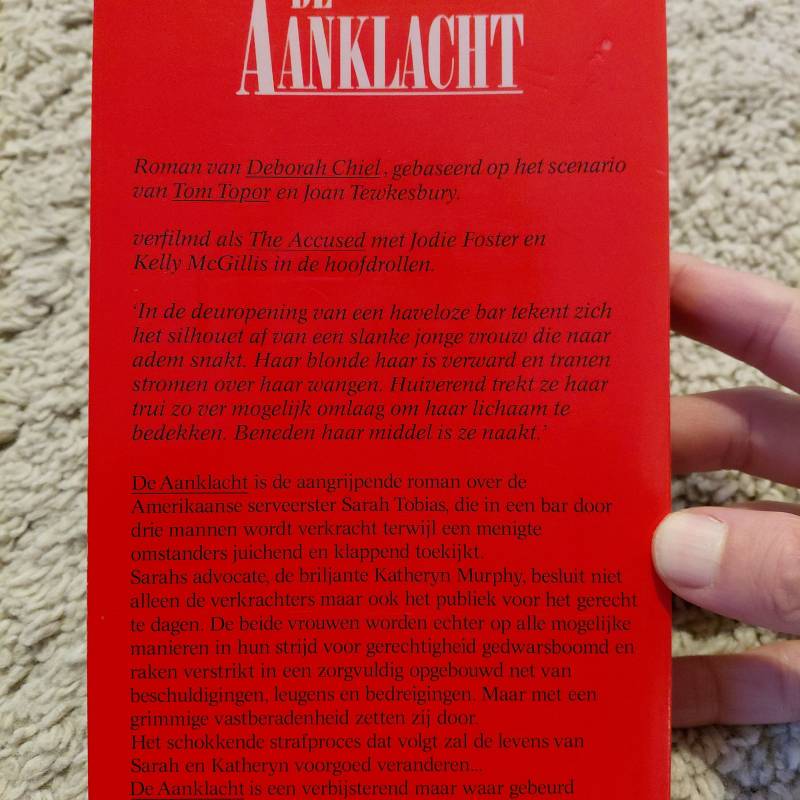 DE
AANKLACHT
Roman van Deborah Chiel, gebaseerd op het scenario
van Tom Topor en Joan Tewkesbury.
verfilmd als The Accused met Jodie Foster en
Kelly McGillis in de hoofdrollen.
'In de deuropening van een haveloze bar tekent zich
het silhouet af van een slanke jonge vrouw die naar
adem snakt. Haar blonde haar is verward en tranen
stromen over haar wangen. Huiverend trekt ze haar
trui zo ver mogelijk omlaag om haar lichaam te
bedekken. Beneden haar middel is ze naakt.'
De Aanklacht is de aangrijpende roman over de
Amerikaanse serveerster Sarah Tobias, die in een bar door
drie mannen wordt verkracht terwijl een menigte
omstanders juichend en klappend toekijkt.
Sarahs advocate, de briljante Katheryn Murphy, besluit niet
alleen de verkrachters maar ook het publiek voor het gerecht
te dagen. De beide vrouwen worden echter op alle mogelijke
manieren in hun strijd voor gerechtigheid gedwarsboomd en
raken verstrikt in een zorgvuldig opgebouwd net van
beschuldigingen, leugens en bedreigingen. Maar met een
grimmige vastberadenheid zetten zij door.
Het schokkende strafproces dat volgt zal de levens van
Sarah en Katheryn voorgoed veranderen...
De Aanklacht is een verbijsterend maar waar gebeurd